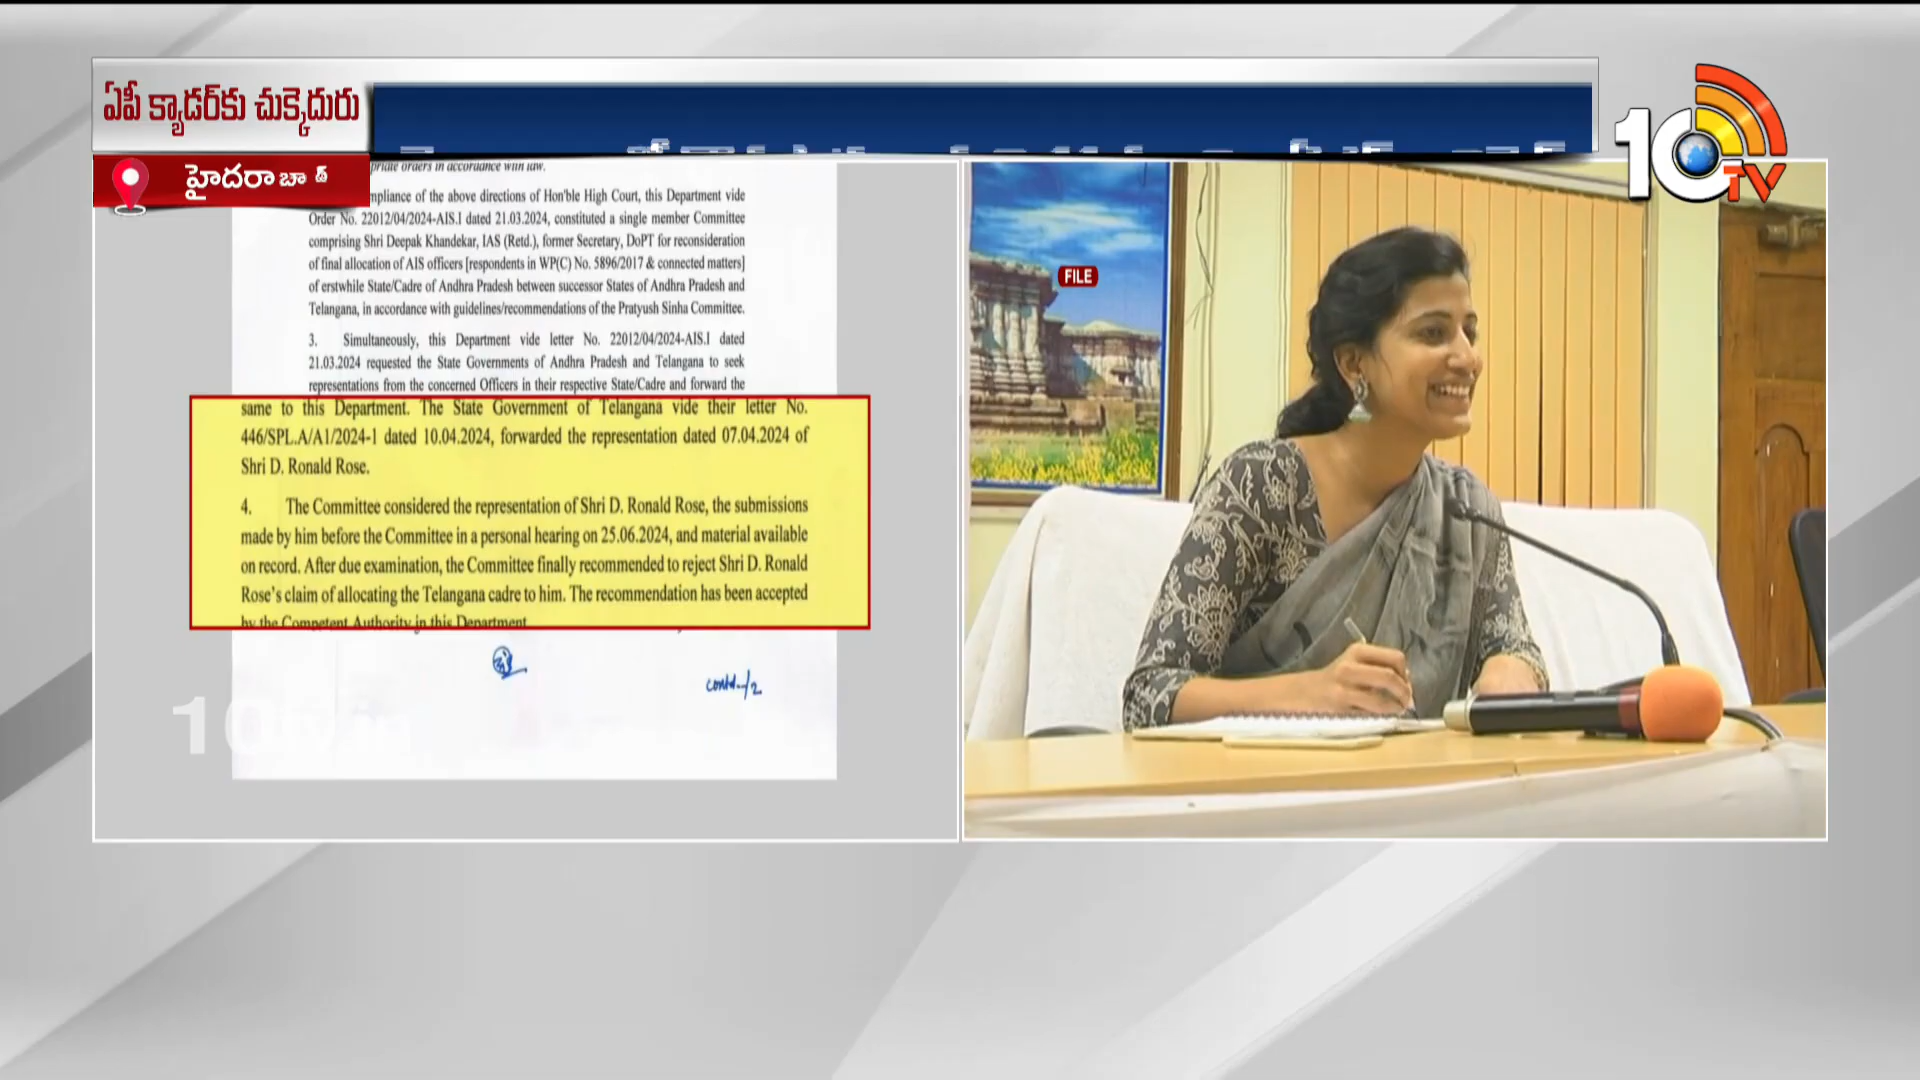 ఏపీ క్యాడర్‌కు చుక్కెదురు
హైదరాబాద్
10TV
priate orders in accordance with law.
mpliance of the above directions of Hon'ble High Court, this Department vide
Order No. 22012/04/2024-AIS.I dated 21.03.2024, constituted a single member Committee
comprising Shri Deepak Khandekar, IAS (Retd.), former Secretary, DoPT for reconsideration
of final allocation of AIS officers [respondents in WP(C) No. 5896/2017 & connected matters]
of erstwhile State/Cadre of Andhra Pradesh between successor States of Andhra Pradesh and
Telangana, in accordance with guidelines/recommendations of the Pratyush Sinha Committee.
3. Simultaneously, this Department vide letter No. 22012/04/2024-AIS.I dated
21.03.2024 requested the State Governments of Andhra Pradesh and Telangana to seek
representations from the concerned Officers in their respective State/Cadre and forward the
same to this Department. The State Government of Telangana vide their letter No.
446/SPL.A/A1/2024-1 dated 10.04.2024, forwarded the representation dated 07.04.2024 of
Shri D. Ronald Rose.
4. The Committee considered the representation of Shri D. Ronald Rose, the submissions
made by him before the Committee in a personal hearing on 25.06.2024, and material available
on record. After due examination, the Committee finally recommended to reject Shri D. Ronald
Rose's claim of allocating the Telangana cadre to him. The recommendation has been accepted
by the Competent Authority in this Department
contd--/2
FILE